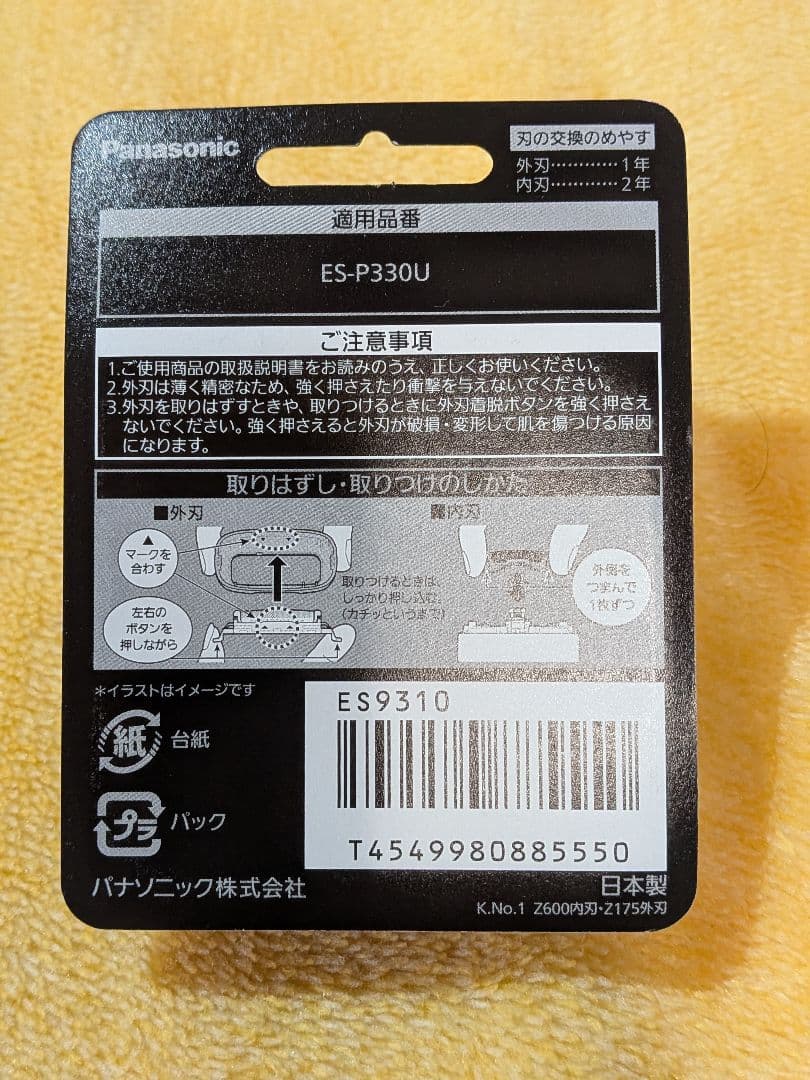 Panasonic
刃の交換のめやす
外刃…………1年
内刃…………2年
適用品番
ES-P330U
ご注意事項
1.ご使用商品の取扱説明書をお読みのうえ、正しくお使いください。
2.外刃は薄く精密なため、強く押さえたり衝撃を与えないでください。
3.外刃を取りはずすときや、取りつけるときに外刃着脱ボタンを強く押さえ
ないでください。強く押さえると外刃が破損・変形して肌を傷つける原因
になります。
取りはずし・取りつけのしかた
■外刃
▲
マークを
合わす
左右の
ボタンを
押しながら
取りつけるときは、
しっかり押し込む。
(カチッというまで)
■内刃
外側を
つまんで
1枚ずつ
*イラストはイメージです
紙 台紙
プラ パック
ES9310
T4549980885550
パナソニック株式会社
日本製
K.No.1 Z600内刃・Z175外刃